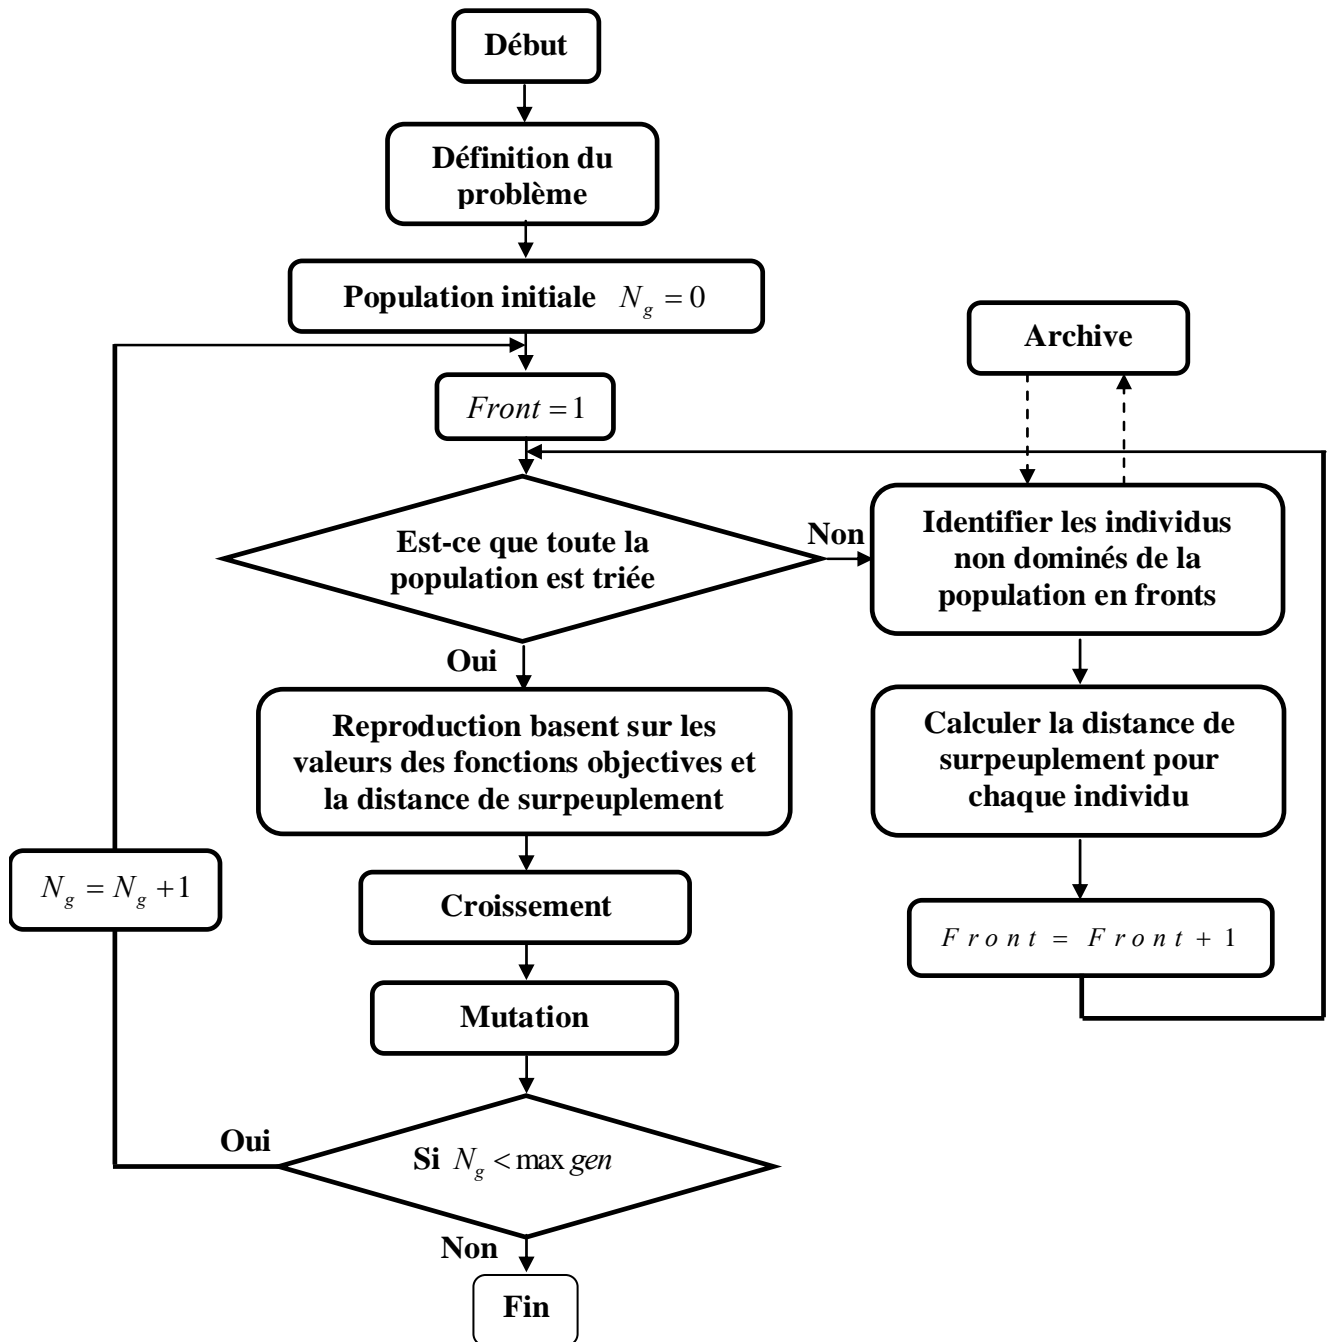 Début
Définition du
problème
Population initiale N_g = 0
Archive
Front = 1
Est-ce que toute la
population est triée
Non
Identifier les individus
non dominés de la
population en fronts
Oui
Reproduction basent sur les
valeurs des fonctions objectives et
la distance de surpeuplement
Calculer la distance de
surpeuplement pour
chaque individu
N_g = N_g + 1
Croissement
Front = Front + 1
Mutation
Oui
Si N_g < max gen
Non
Fin